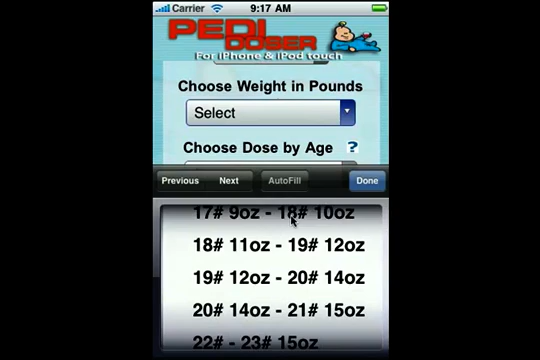 Carrier 9:17 AM
PEDI
DOSER
For iPhone & iPod touch
Choose Weight in Pounds
Select
Choose Dose by Age ?
Previous Next AutoFill Done
17# 9oz - 18# 10oz
18# 11oz - 19# 12oz
19# 12oz - 20# 14oz
20# 14oz - 21# 15oz
22# - 23# 15oz